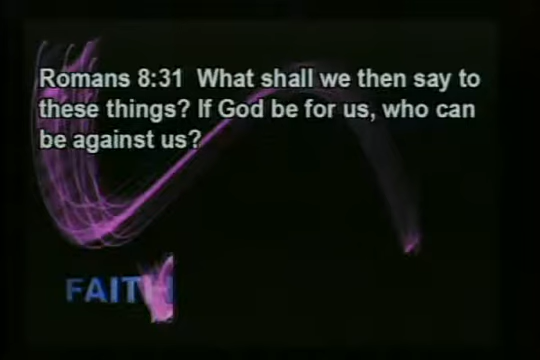 Romans 8:31  What shall we then say to
these things? If God be for us, who can
be against us?
FAITH